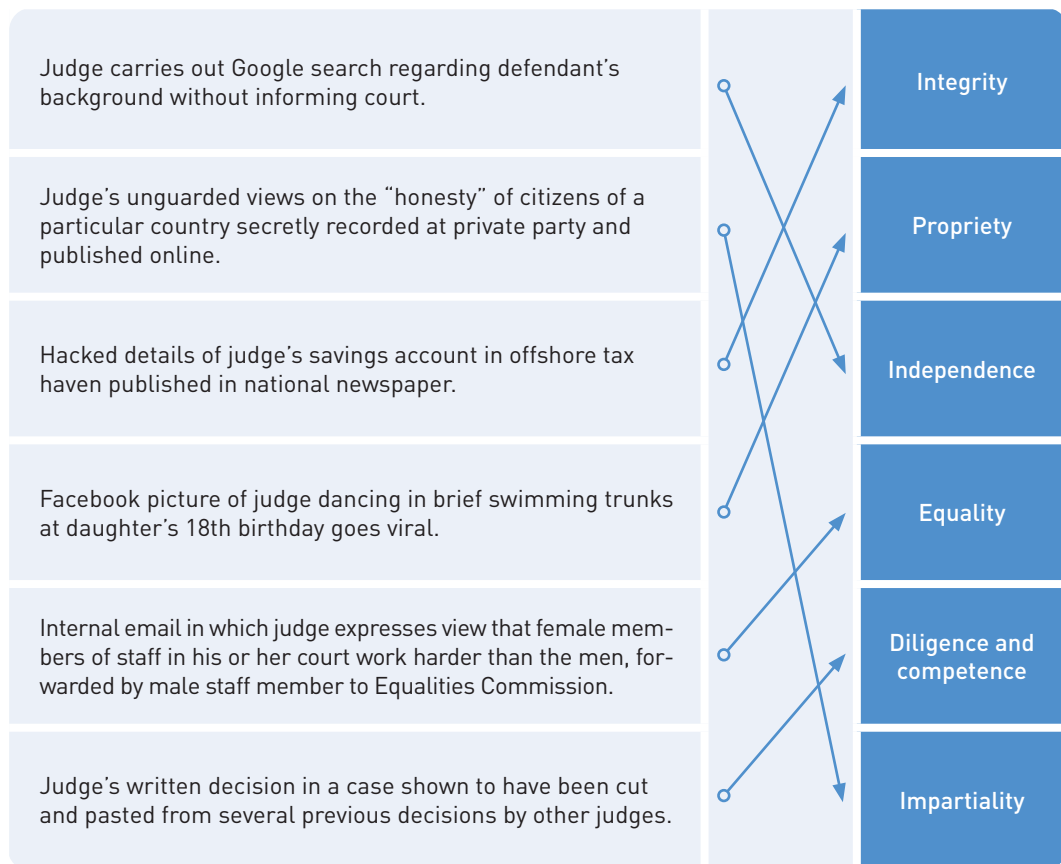 Judge carries out Google search regarding defendant’s
background without informing court.
Integrity
Judge’s unguarded views on the “honesty” of citizens of a
particular country secretly recorded at private party and
published online.
Propriety
Hacked details of judge’s savings account in offshore tax
haven published in national newspaper.
Independence
Facebook picture of judge dancing in brief swimming trunks
at daughter’s 18th birthday goes viral.
Equality
Internal email in which judge expresses view that female mem-
bers of staff in his or her court work harder than the men, for-
warded by male staff member to Equalities Commission.
Diligence and
competence
Judge’s written decision in a case shown to have been cut
and pasted from several previous decisions by other judges.
Impartiality